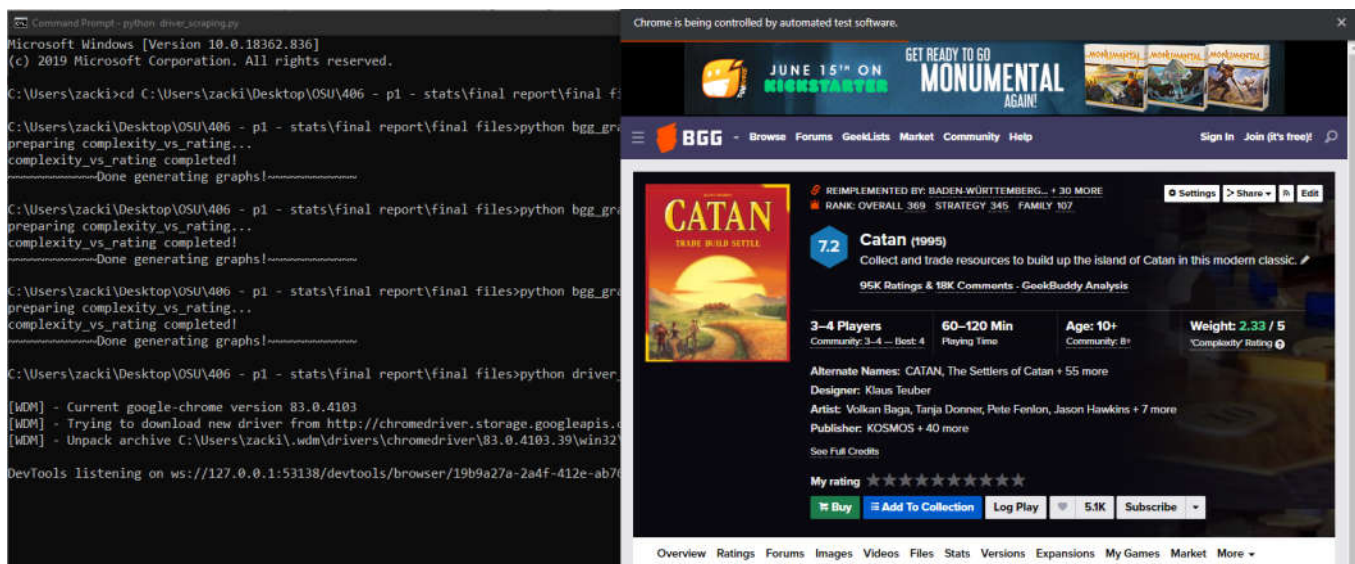 Command Prompt - python driver_scraping.py
Microsoft Windows [Version 10.0.18362.836]
(c) 2019 Microsoft Corporation. All rights reserved.
C:\Users\zacki>cd C:\Users\zacki\Desktop\OSU\406 - p1 - stats\final report\final fi
C:\Users\zacki\Desktop\OSU\406 - p1 - stats\final report\final files>python bgg_gra
preparing complexity_vs_rating...
complexity_vs_rating completed!
~~~~~~~~~~~~Done generating graphs!~~~~~~~~~~~~
C:\Users\zacki\Desktop\OSU\406 - p1 - stats\final report\final files>python bgg_gra
preparing complexity_vs_rating...
complexity_vs_rating completed!
~~~~~~~~~~~~Done generating graphs!~~~~~~~~~~~~
C:\Users\zacki\Desktop\OSU\406 - p1 - stats\final report\final files>python bgg_gra
preparing complexity_vs_rating...
complexity_vs_rating completed!
~~~~~~~~~~~~Done generating graphs!~~~~~~~~~~~~
C:\Users\zacki\Desktop\OSU\406 - p1 - stats\final report\final files>python driver_
[WDM] - Current google-chrome version 83.0.4103
[WDM] - Trying to download new driver from http://chromedriver.storage.googleapis.c
[WDM] - Unpack archive C:\Users\zacki\.wdm\drivers\chromedriver\83.0.4103.39\win32\
DevTools listening on ws://127.0.0.1:53138/devtools/browser/19b9a27a-2a4f-412e-ab76
Chrome is being controlled by automated test software.
JUNE 15TH ON
KICKSTARTER
GET READY TO GO
MONUMENTAL
AGAIN!
MONUMENTAL MONUMENTAL MONUMENTAL
BGG Browse Forums GeekLists Market Community Help Sign In Join (it's free)!
CATAN
TRADE BUILD SETTLE
REIMPLEMENTED BY: BADEN-WÜRTTEMBERG... + 30 MORE
RANK: OVERALL 369 STRATEGY 345 FAMILY 107
Settings Share Edit
7.2
Catan (1995)
Collect and trade resources to build up the island of Catan in this modern classic.
95K Ratings & 18K Comments · GeekBuddy Analysis
3–4 Players 60–120 Min Age: 10+ Weight: 2.33 / 5
Community: 3–4 — Best: 4 Playing Time Community: 8+ 'Complexity' Rating
Alternate Names: CATAN, The Settlers of Catan + 55 more
Designer: Klaus Teuber
Artist: Volkan Baga, Tanja Donner, Pete Fenlon, Jason Hawkins + 7 more
Publisher: KOSMOS + 40 more
See Full Credits
My rating
Buy Add To Collection Log Play 5.1K Subscribe
Overview Ratings Forums Images Videos Files Stats Versions Expansions My Games Market More